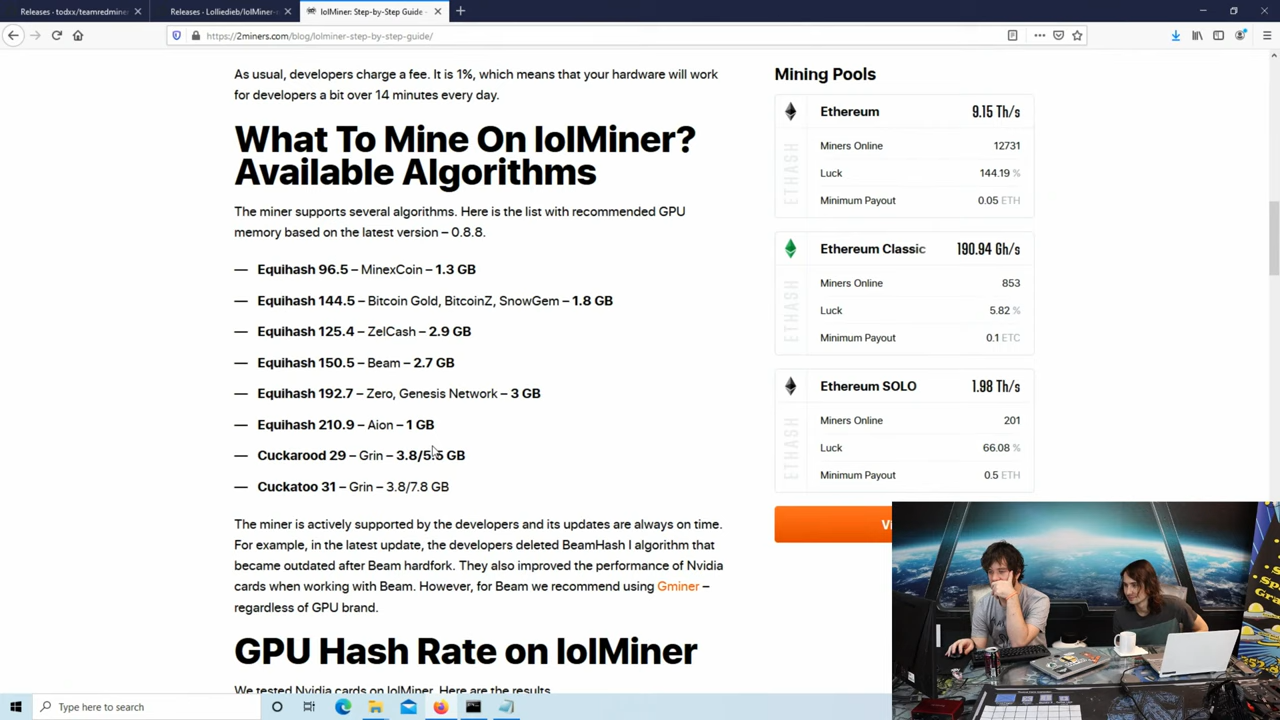 Releases - todxx/teamredminer
Releases - Lolliedieb/lolMiner-
lolMiner: Step-by-Step Guide -
https://2miners.com/blog/lolminer-step-by-step-guide/
As usual, developers charge a fee. It is 1%, which means that your hardware will work
for developers a bit over 14 minutes every day.
What To Mine On lolMiner?
Available Algorithms
The miner supports several algorithms. Here is the list with recommended GPU
memory based on the latest version – 0.8.8.
— Equihash 96.5 – MinexCoin – 1.3 GB
— Equihash 144.5 – Bitcoin Gold, BitcoinZ, SnowGem – 1.8 GB
— Equihash 125.4 – ZelCash – 2.9 GB
— Equihash 150.5 – Beam – 2.7 GB
— Equihash 192.7 – Zero, Genesis Network – 3 GB
— Equihash 210.9 – Aion – 1 GB
— Cuckarood 29 – Grin – 3.8/5.5 GB
— Cuckatoo 31 – Grin – 3.8/7.8 GB
The miner is actively supported by the developers and its updates are always on time.
For example, in the latest update, the developers deleted BeamHash I algorithm that
became outdated after Beam hardfork. They also improved the performance of Nvidia
cards when working with Beam. However, for Beam we recommend using Gminer –
regardless of GPU brand.
GPU Hash Rate on lolMiner
We tested Nvidia cards on lolMiner. Here are the results
Mining Pools
Ethereum 9.15 Th/s
ETHASH
Miners Online 12731
Luck 144.19 %
Minimum Payout 0.05 ETH
Ethereum Classic 190.94 Gh/s
ETHASH
Miners Online 853
Luck 5.82 %
Minimum Payout 0.1 ETC
Ethereum SOLO 1.98 Th/s
ETHASH
Miners Online 201
Luck 66.08 %
Minimum Payout 0.5 ETH
Type here to search